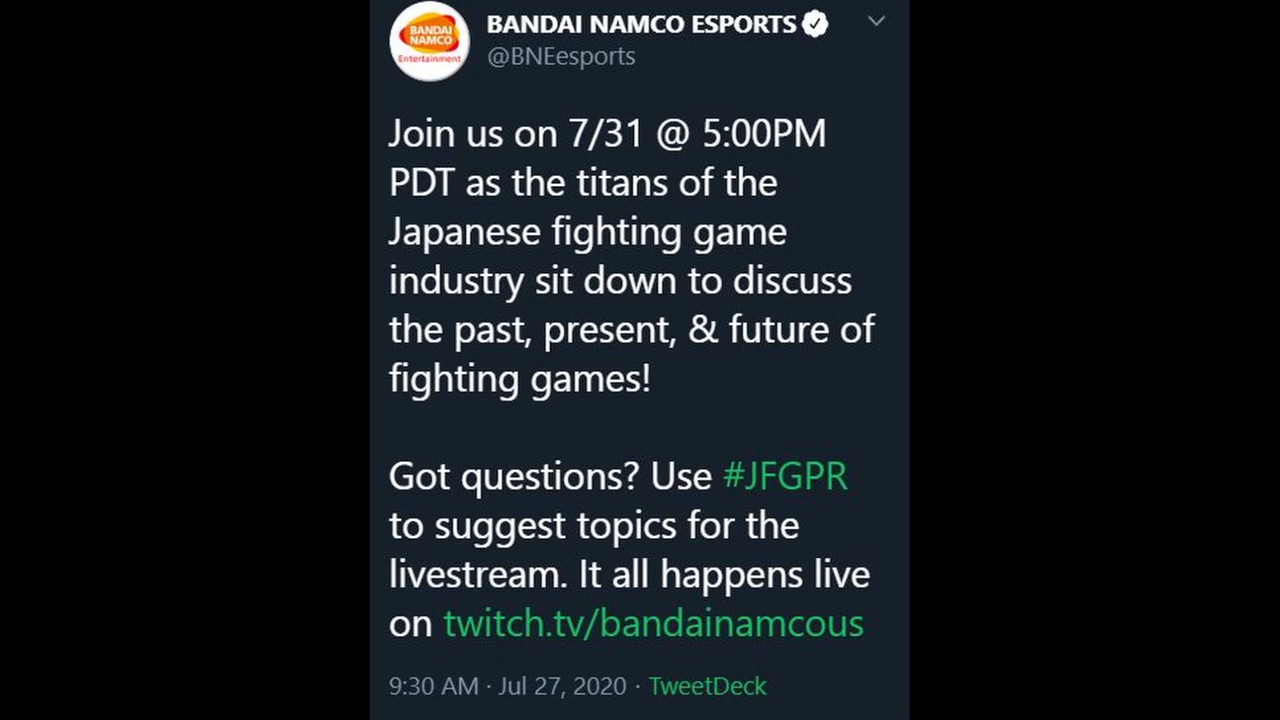 BANDAI NAMCO ESPORTS
@BNEesports
BANDAI
NAMCO
Entertainment
Join us on 7/31 @ 5:00PM
PDT as the titans of the
Japanese fighting game
industry sit down to discuss
the past, present, & future of
fighting games!
Got questions? Use #JFGPR
to suggest topics for the
livestream. It all happens live
on twitch.tv/bandainamcous
9:30 AM · Jul 27, 2020 · TweetDeck